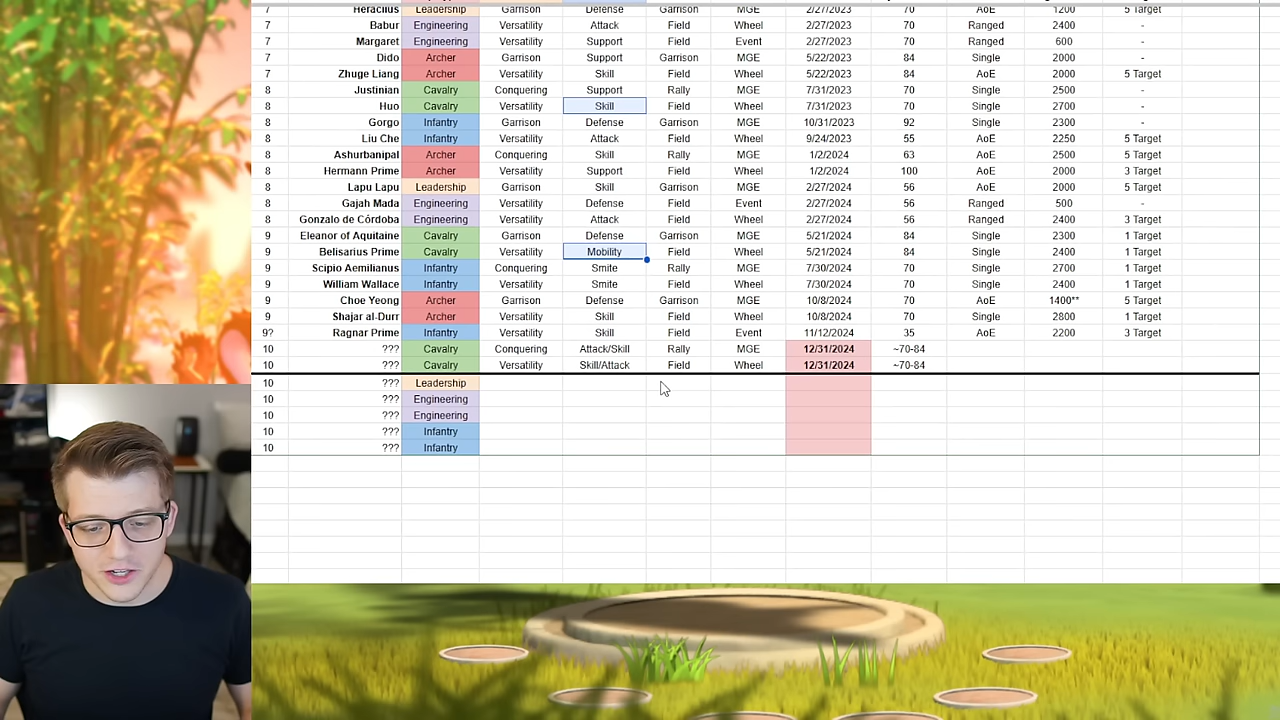 7 Heraclius Leadership Garrison Defense Garrison MGE 2/27/2023 70 AoE 1200 5 Target
7 Babur Engineering Versatility Attack Field Wheel 2/27/2023 70 Ranged 2400 -
7 Margaret Engineering Versatility Support Field Event 2/27/2023 70 Ranged 600 -
7 Dido Archer Garrison Support Garrison MGE 5/22/2023 84 Single 2000 -
7 Zhuge Liang Archer Versatility Skill Field Wheel 5/22/2023 84 AoE 2000 5 Target
8 Justinian Cavalry Conquering Support Rally MGE 7/31/2023 70 Single 2500 -
8 Huo Cavalry Versatility Skill Field Wheel 7/31/2023 70 Single 2700 -
8 Gorgo Infantry Garrison Defense Garrison MGE 10/31/2023 92 Single 2300 -
8 Liu Che Infantry Versatility Attack Field Wheel 9/24/2023 55 AoE 2250 5 Target
8 Ashurbanipal Archer Conquering Skill Rally MGE 1/2/2024 63 AoE 2500 5 Target
8 Hermann Prime Archer Versatility Support Field Wheel 1/2/2024 100 AoE 2000 3 Target
8 Lapu Lapu Leadership Garrison Skill Garrison MGE 2/27/2024 56 AoE 2000 5 Target
8 Gajah Mada Engineering Versatility Defense Field Event 2/27/2024 56 Ranged 500 -
8 Gonzalo de Córdoba Engineering Versatility Attack Field Wheel 2/27/2024 56 Ranged 2400 3 Target
9 Eleanor of Aquitaine Cavalry Garrison Defense Garrison MGE 5/21/2024 84 Single 2300 1 Target
9 Belisarius Prime Cavalry Versatility Mobility Field Wheel 5/21/2024 84 Single 2400 1 Target
9 Scipio Aemilianus Infantry Conquering Smite Rally MGE 7/30/2024 70 Single 2700 1 Target
9 William Wallace Infantry Versatility Smite Field Wheel 7/30/2024 70 Single 2400 1 Target
9 Choe Yeong Archer Garrison Defense Garrison MGE 10/8/2024 70 AoE 1400** 5 Target
9 Shajar al-Durr Archer Versatility Skill Field Wheel 10/8/2024 70 Single 2800 1 Target
9? Ragnar Prime Infantry Versatility Skill Field Event 11/12/2024 35 AoE 2200 3 Target
10 ??? Cavalry Conquering Attack/Skill Rally MGE 12/31/2024 ~70-84
10 ??? Cavalry Versatility Skill/Attack Field Wheel 12/31/2024 ~70-84
10 ??? Leadership
10 ??? Engineering
10 ??? Engineering
10 ??? Infantry
10 ??? Infantry